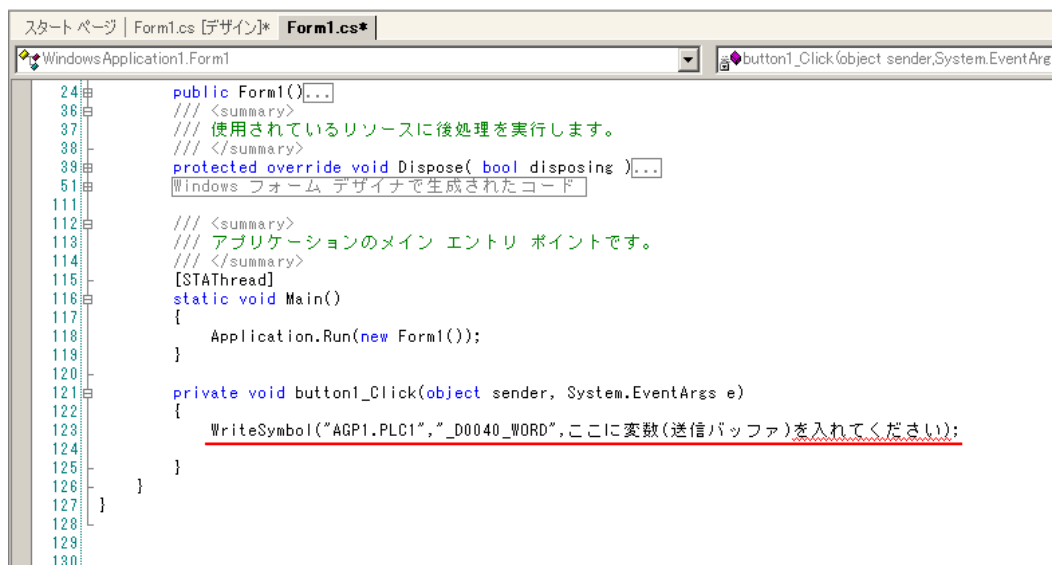 スタート ページ | Form1.cs [デザイン]* Form1.cs*
WindowsApplication1.Form1 button1_Click(object sender,System.EventArg
24 public Form1()...
36 /// <summary>
37 /// 使用されているリソースに後処理を実行します。
38 /// </summary>
39 protected override void Dispose( bool disposing )...
51 Windows フォーム デザイナで生成されたコード
111
112 /// <summary>
113 /// アプリケーションのメイン エントリ ポイントです。
114 /// </summary>
115 [STAThread]
116 static void Main()
117 {
118 Application.Run(new Form1());
119 }
120
121 private void button1_Click(object sender, System.EventArgs e)
122 {
123 WriteSymbol("AGP1.PLC1","_D0040_WORD",ここに変数(送信バッファ)を入れてください);
124
125 }
126 }
127 }
128
129
130